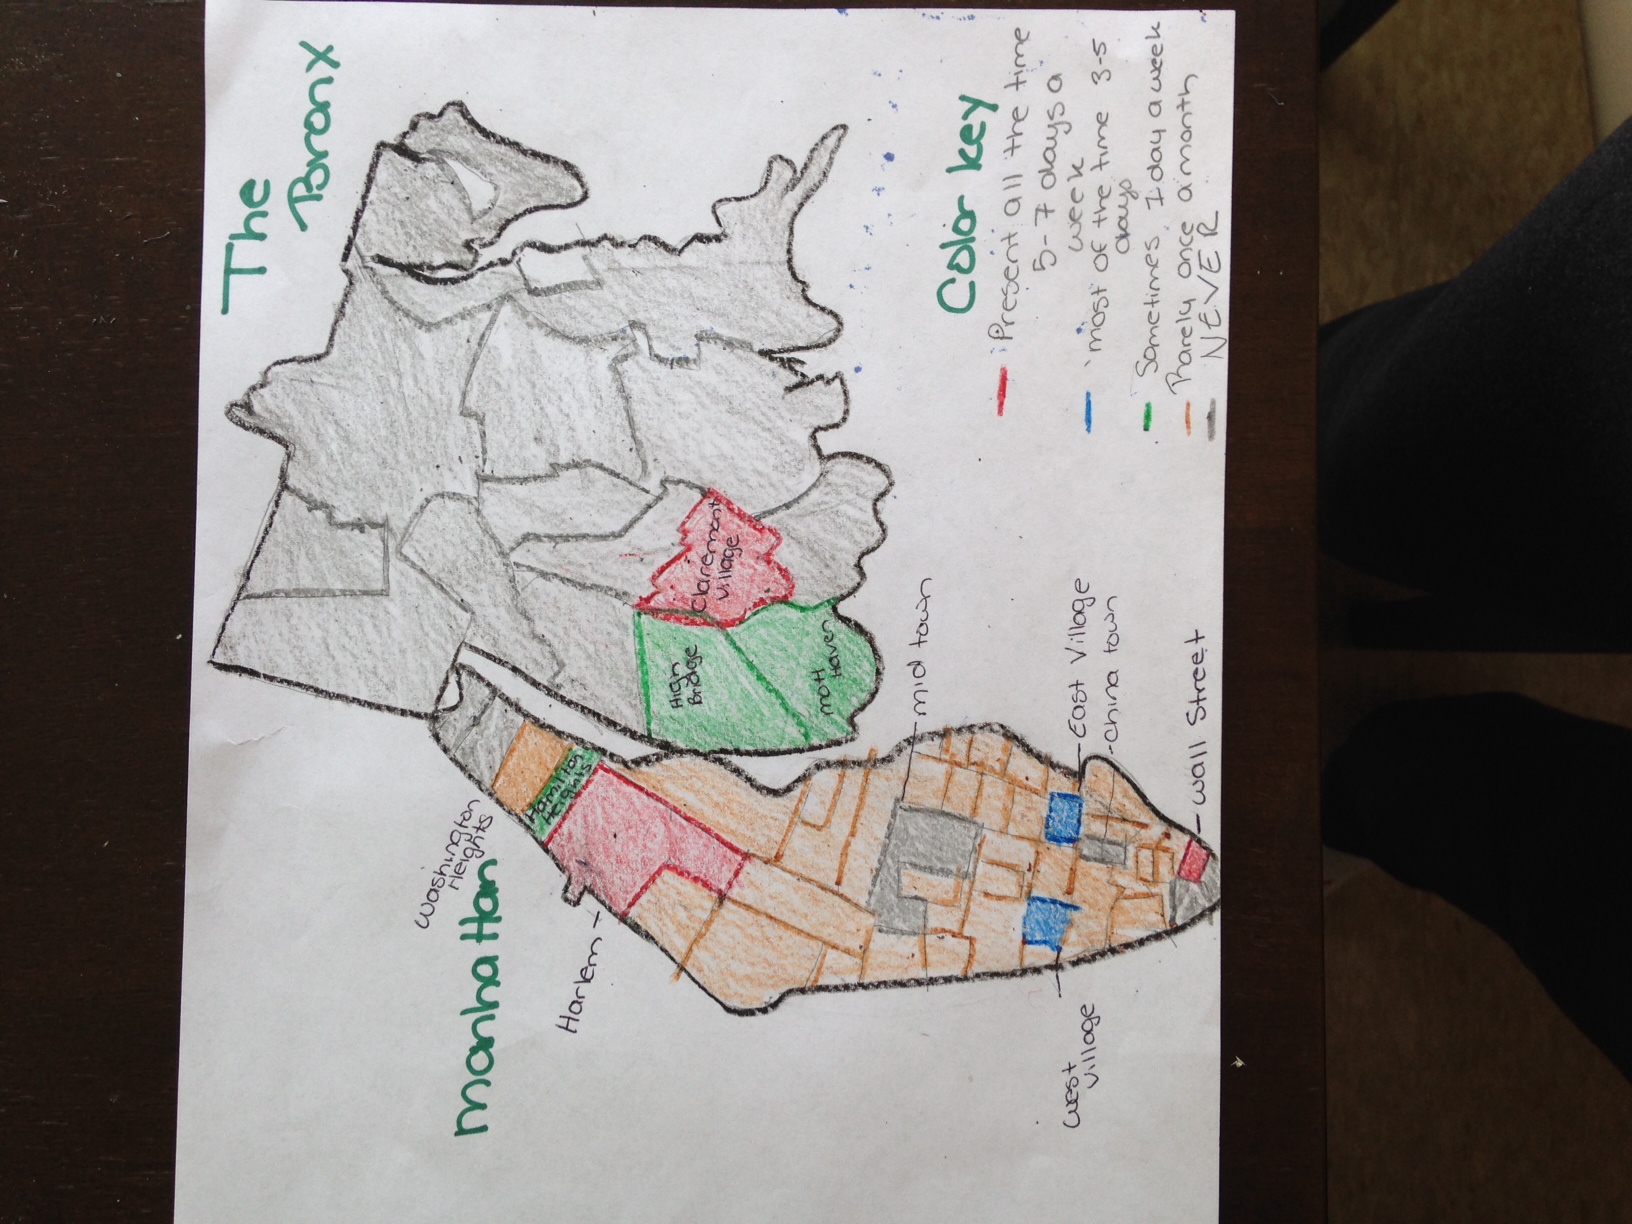 The
Bronx
Manhattan
Washington
Heights
Hamilton
Heights
Harlem
High
Bridge
Claremont
Village
Mott
Haven
mid town
West
village
East Village
China town
Wall Street
Color key
Present all the time
5-7 days a
week
most of the time 3-5
days
Sometimes 1 day a week
Rarely once a month
NEVER